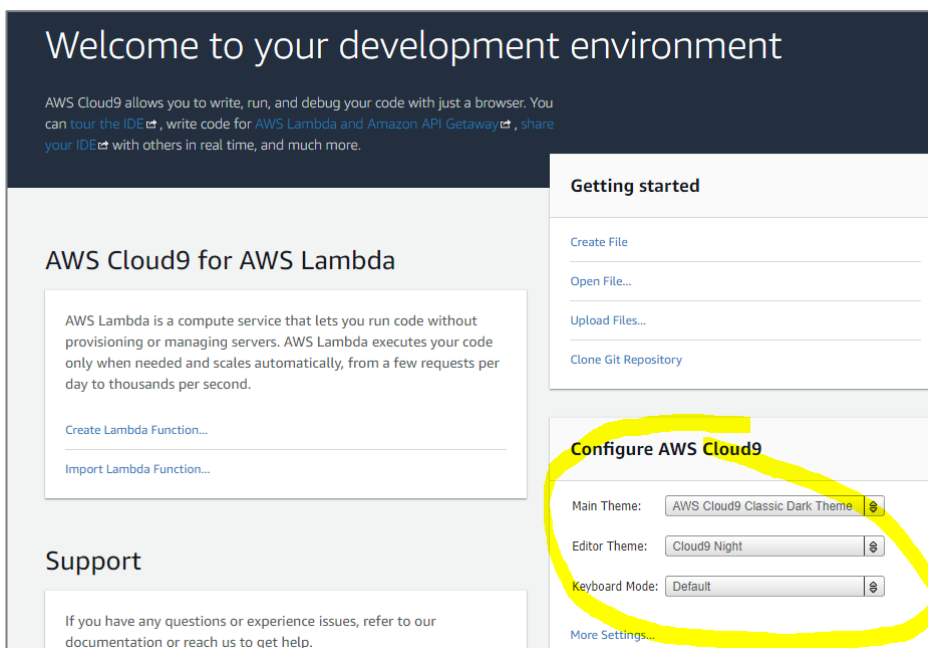 Welcome to your development environment
AWS Cloud9 allows you to write, run, and debug your code with just a browser. You
can tour the IDE, write code for AWS Lambda and Amazon API Getaway, share
your IDE with others in real time, and much more.
Getting started
Create File
Open File...
Upload Files...
Clone Git Repository
AWS Cloud9 for AWS Lambda
AWS Lambda is a compute service that lets you run code without
provisioning or managing servers. AWS Lambda executes your code
only when needed and scales automatically, from a few requests per
day to thousands per second.
Create Lambda Function...
Import Lambda Function...
Configure AWS Cloud9
Main Theme: AWS Cloud9 Classic Dark Theme
Editor Theme: Cloud9 Night
Keyboard Mode: Default
More Settings...
Support
If you have any questions or experience issues, refer to our
documentation or reach us to get help.